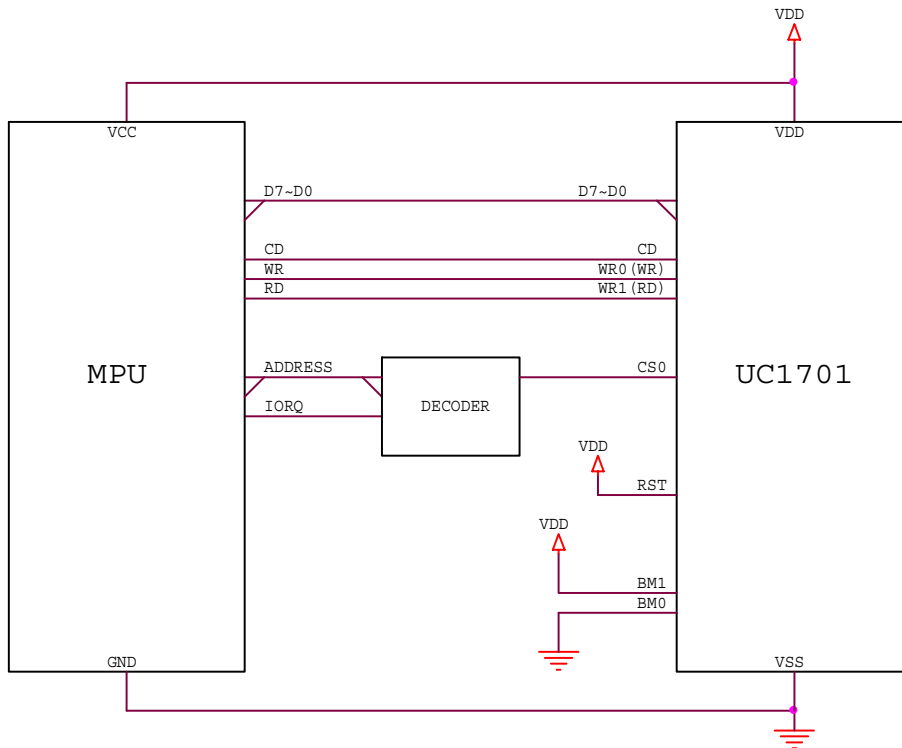 VDD
VCC
VDD
D7~D0
D7~D0
CD
CD
WR
WR0(WR)
RD
WR1(RD)
MPU
ADDRESS
DECODER
CS0
UC1701
IORQ
VDD
RST
VDD
BM1
BM0
GND
VSS